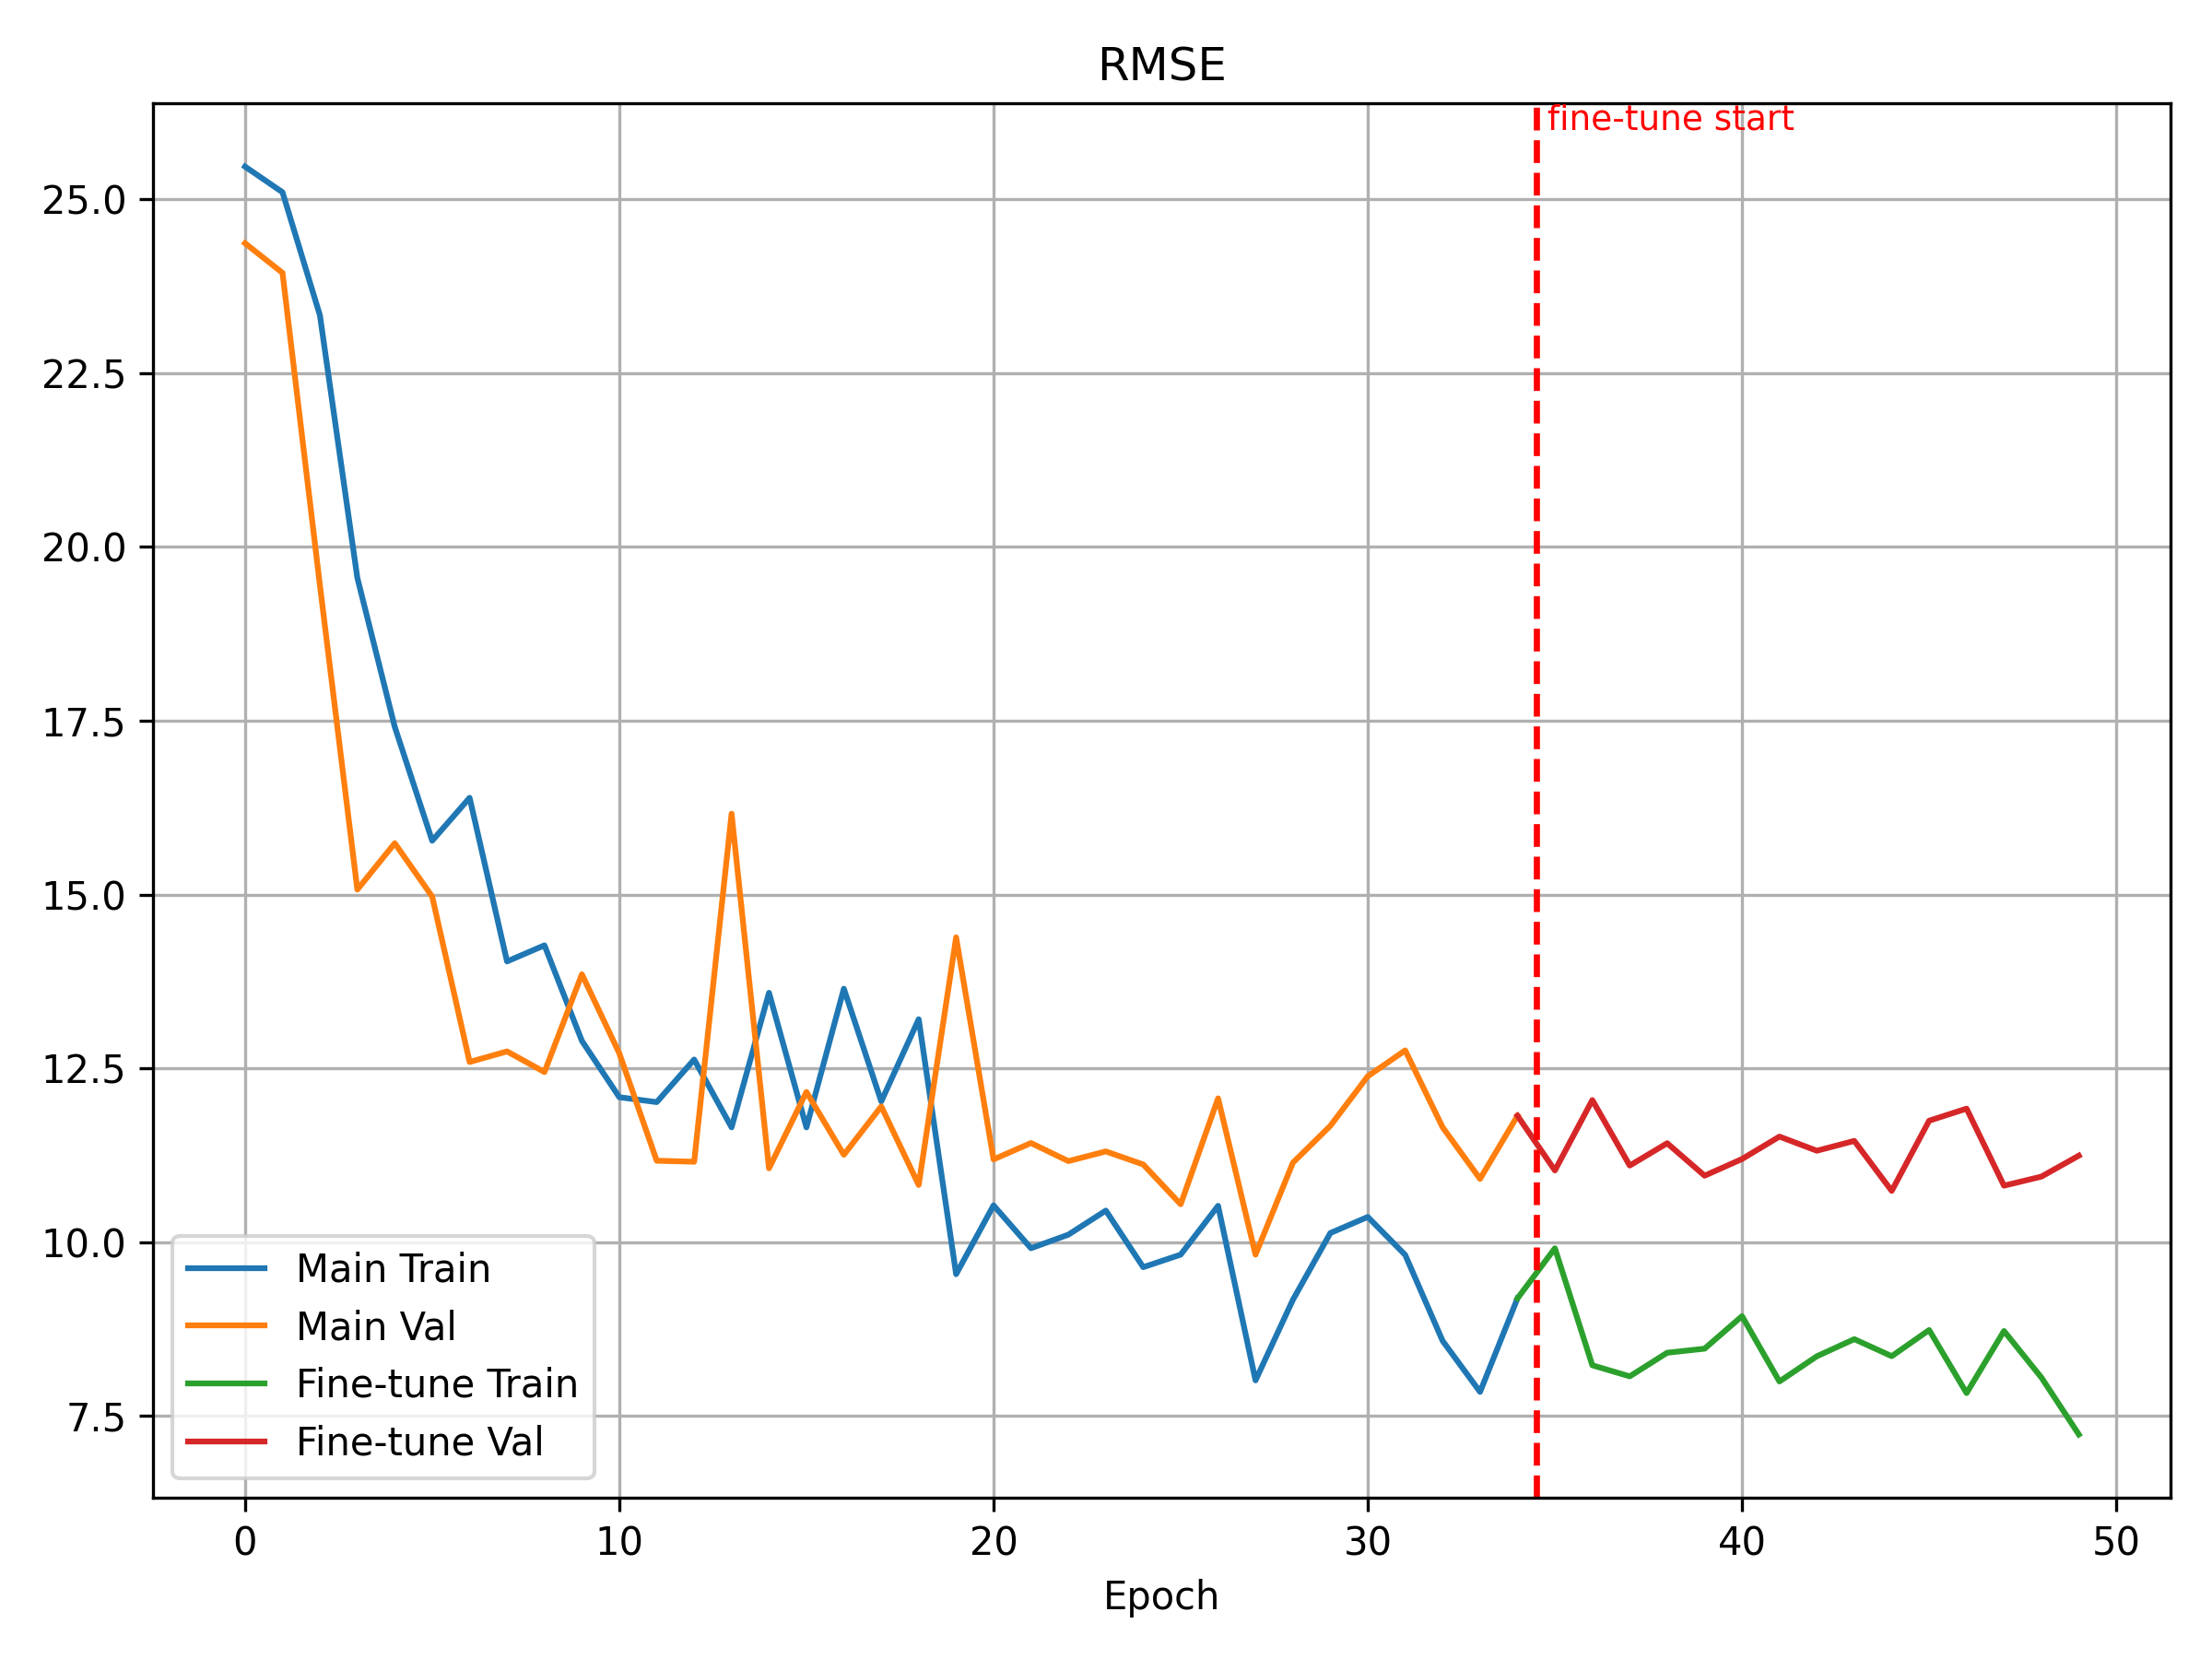 RMSE
fine-tune start
25.0
22.5
20.0
17.5
15.0
12.5
10.0
7.5
Main Train
Main Val
Fine-tune Train
Fine-tune Val
0 10 20 30 40 50
Epoch